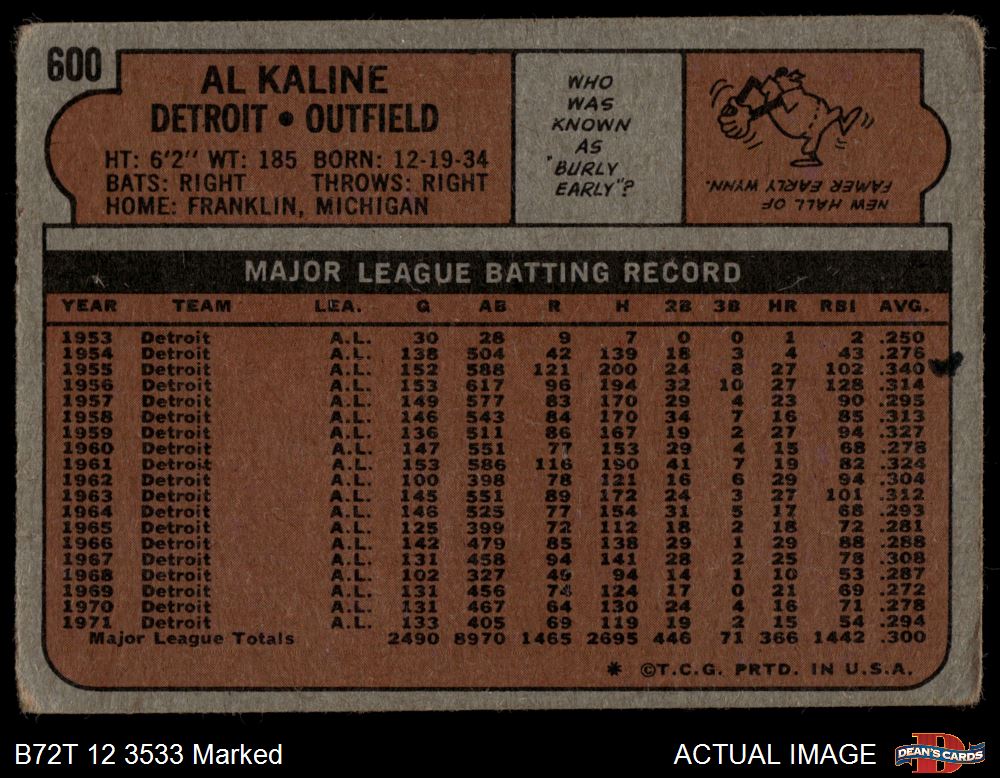 600
AL KALINE
DETROIT • OUTFIELD
HT: 6'2" WT: 185 BORN: 12-19-34
BATS: RIGHT THROWS: RIGHT
HOME: FRANKLIN, MICHIGAN
WHO
WAS
KNOWN
AS
"BURLY
EARLY"?
NEW HALL OF
FAMER EARLY WYNN.
MAJOR LEAGUE BATTING RECORD
YEAR TEAM LEA. G AB R H 2B 3B HR RBI AVG.
1953 Detroit A.L. 30 28 9 7 0 0 1 2 .250
1954 Detroit A.L. 138 504 42 139 18 3 4 43 .276
1955 Detroit A.L. 152 588 121 200 24 8 27 102 .340
1956 Detroit A.L. 153 617 96 194 32 10 27 128 .314
1957 Detroit A.L. 149 577 83 170 29 4 23 90 .295
1958 Detroit A.L. 146 543 84 170 34 7 16 85 .313
1959 Detroit A.L. 136 511 86 167 19 2 27 94 .327
1960 Detroit A.L. 147 551 77 153 29 4 15 68 .278
1961 Detroit A.L. 153 586 116 190 41 7 19 82 .324
1962 Detroit A.L. 100 398 78 121 16 6 29 94 .304
1963 Detroit A.L. 145 551 89 172 24 3 27 101 .312
1964 Detroit A.L. 146 525 77 154 31 5 17 68 .293
1965 Detroit A.L. 125 399 72 112 18 2 18 72 .281
1966 Detroit A.L. 142 479 85 138 29 1 29 88 .288
1967 Detroit A.L. 131 458 94 141 28 2 25 78 .308
1968 Detroit A.L. 102 327 49 94 14 1 10 53 .287
1969 Detroit A.L. 131 456 74 124 17 0 21 69 .272
1970 Detroit A.L. 131 467 64 130 24 4 16 71 .278
1971 Detroit A.L. 133 405 69 119 19 2 15 54 .294
Major League Totals 2490 8970 1465 2695 446 71 366 1442 .300
* ©T.C.G. PRTD. IN U.S.A.
B72T 12 3533 Marked
ACTUAL IMAGE
DEAN'S CARDS